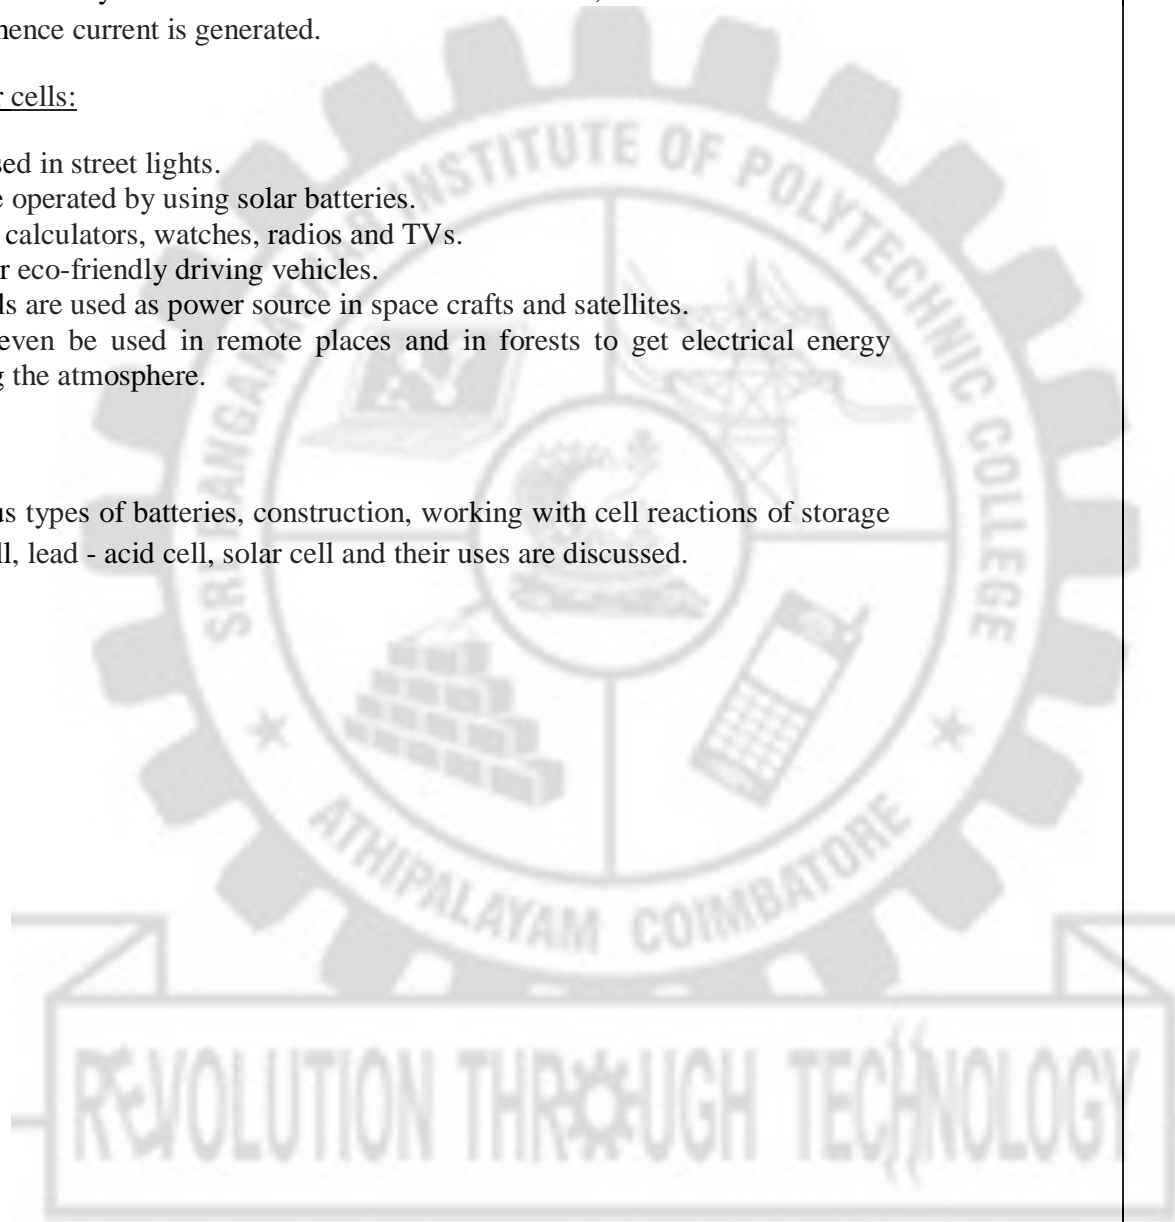 hence current is generated.
r cells:
sed in street lights.
e operated by using solar batteries.
calculators, watches, radios and TVs.
r eco-friendly driving vehicles.
ls are used as power source in space crafts and satellites.
even be used in remote places and in forests to get electrical energy
g the atmosphere.
us types of batteries, construction, working with cell reactions of storage
ll, lead - acid cell, solar cell and their uses are discussed.
SRI RANGANATHAR INSTITUTE OF POLYTECHNIC COLLEGE
ATHIPALAYAM COIMBATORE
REVOLUTION THROUGH TECHNOLOGY